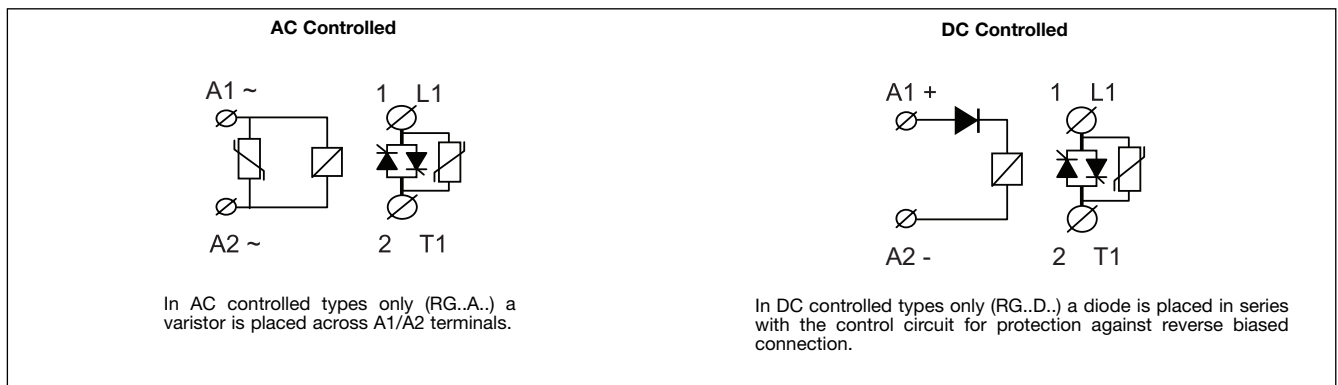 AC Controlled
A1 ~
1 L1
A2 ~
2 T1
In AC controlled types only (RG..A..) a
varistor is placed across A1/A2 terminals.
DC Controlled
A1 +
1 L1
A2 -
2 T1
In DC controlled types only (RG..D..) a diode is placed in series
with the control circuit for protection against reverse biased
connection.